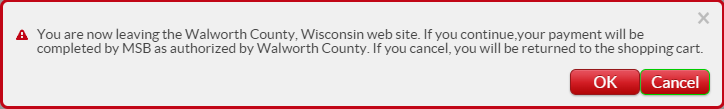 You are now leaving the Walworth County, Wisconsin web site. If you continue,your payment will be
completed by MSB as authorized by Walworth County. If you cancel, you will be returned to the shopping cart.
OK Cancel